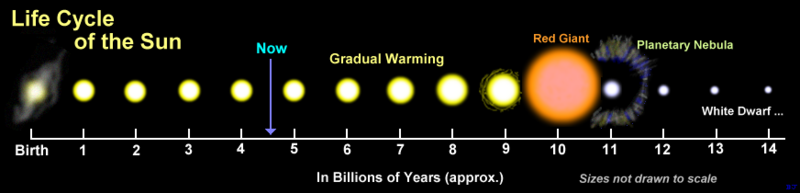 Life Cycle
of the Sun
Now
Gradual Warming
Red Giant
Planetary Nebula
White Dwarf ...
Birth 1 2 3 4 5 6 7 8 9 10 11 12 13 14
In Billions of Years (approx.)
Sizes not drawn to scale